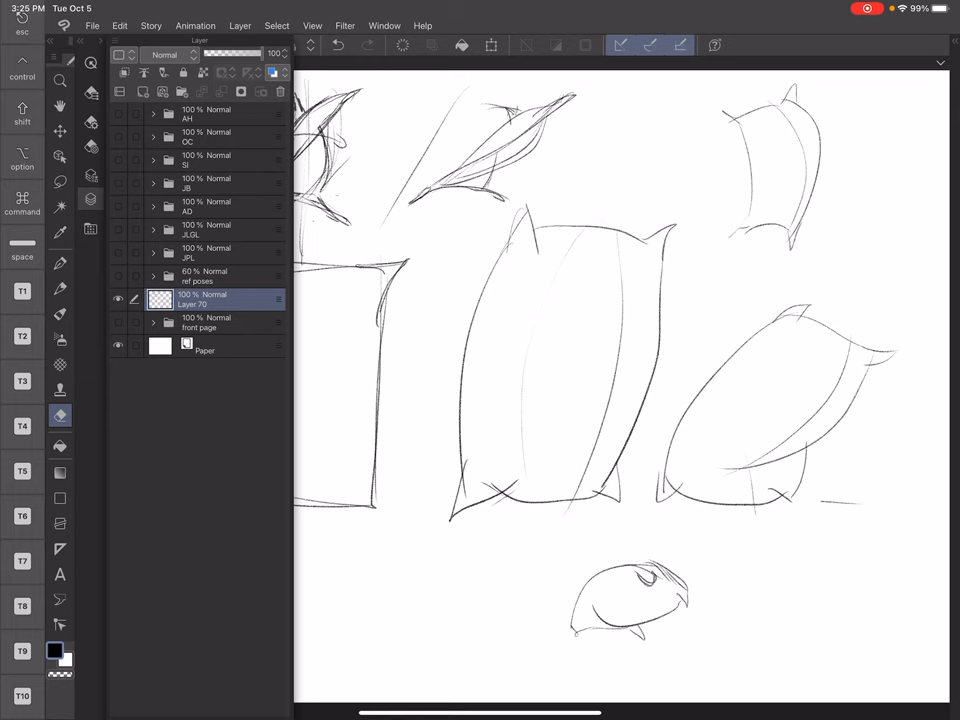 3:25 PM Tue Oct 5
99%
esc
File Edit Story Animation Layer Select View Filter Window Help
Layer
Normal 100
control
shift
option
command
space
T1
T2
T3
T4
T5
T6
T7
T8
T9
T10
100 % Normal
AH
100 % Normal
OC
100 % Normal
SI
100 % Normal
JB
100 % Normal
AD
100 % Normal
JLGL
100 % Normal
JPL
60 % Normal
ref poses
100 % Normal
Layer 70
100 % Normal
front page
Paper